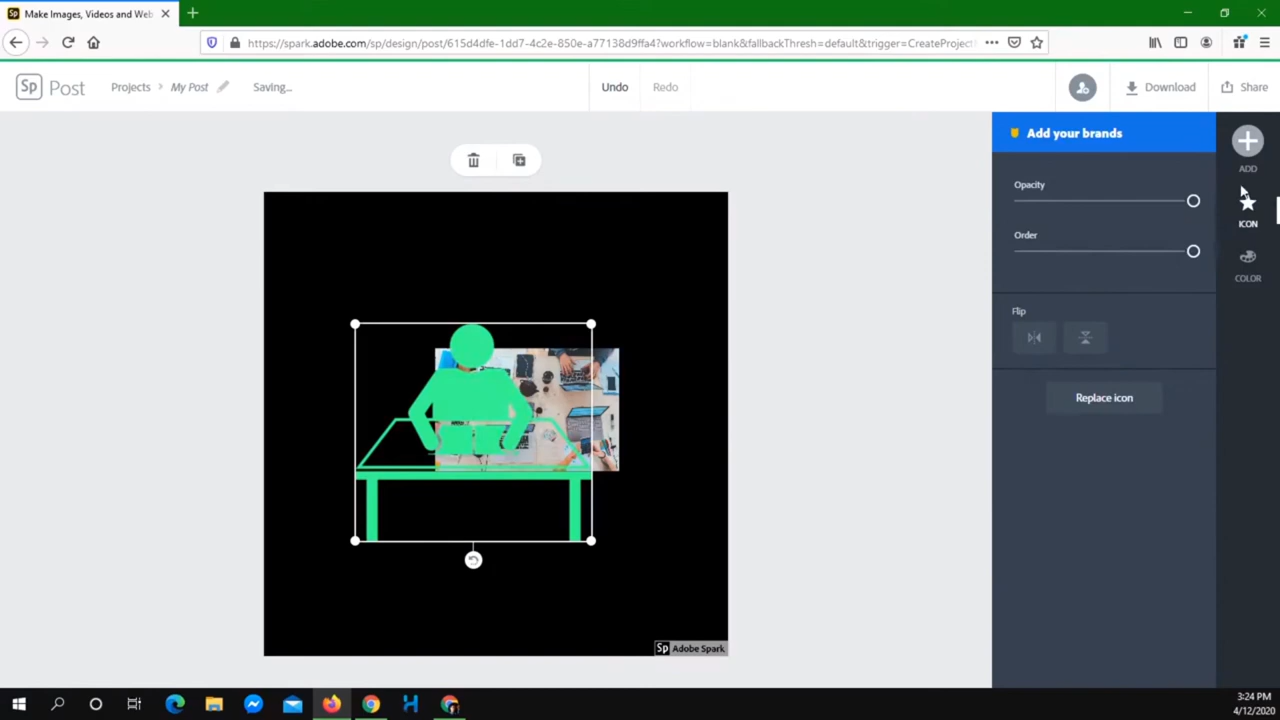 Sp Make Images, Videos and Web
https://spark.adobe.com/sp/design/post/615d4dfe-1dd7-4c2e-850e-a77138d9ffa4?workflow=blank&fallbackThresh=default&trigger=CreateProject
Sp Post Projects > My Post Saving... Undo Redo Download Share
Add your brands
ADD
Opacity
ICON
Order
COLOR
Flip
Replace icon
Sp Adobe Spark
3:24 PM
4/12/2020